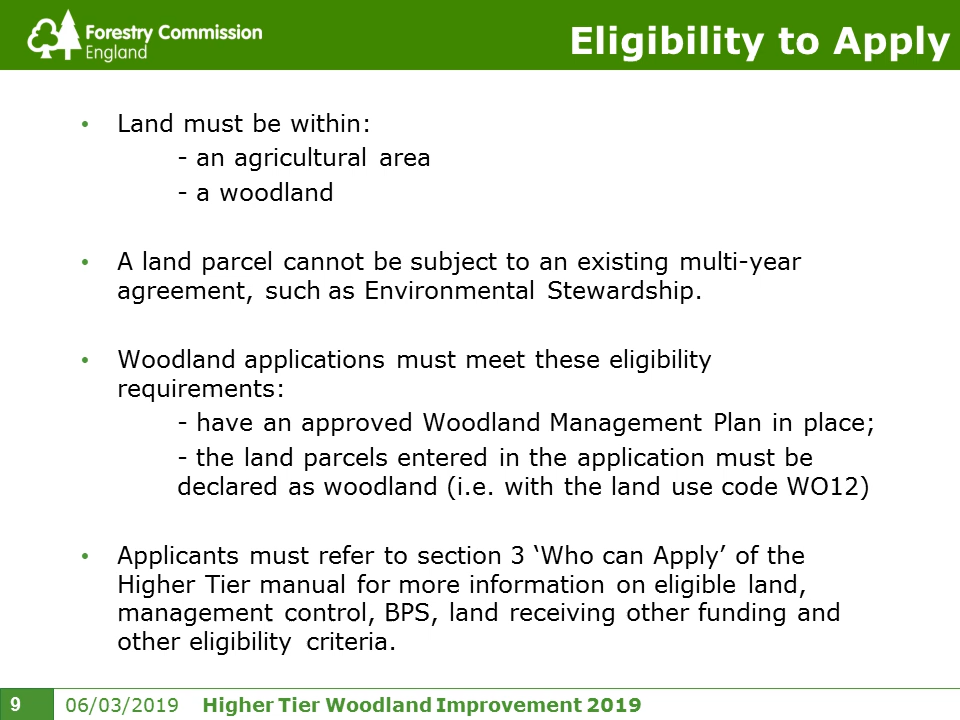 Forestry Commission
England
Eligibility to Apply
• Land must be within:
- an agricultural area
- a woodland
• A land parcel cannot be subject to an existing multi-year
agreement, such as Environmental Stewardship.
• Woodland applications must meet these eligibility
requirements:
- have an approved Woodland Management Plan in place;
- the land parcels entered in the application must be
declared as woodland (i.e. with the land use code WO12)
• Applicants must refer to section 3 ‘Who can Apply’ of the
Higher Tier manual for more information on eligible land,
management control, BPS, land receiving other funding and
other eligibility criteria.
9 06/03/2019 Higher Tier Woodland Improvement 2019